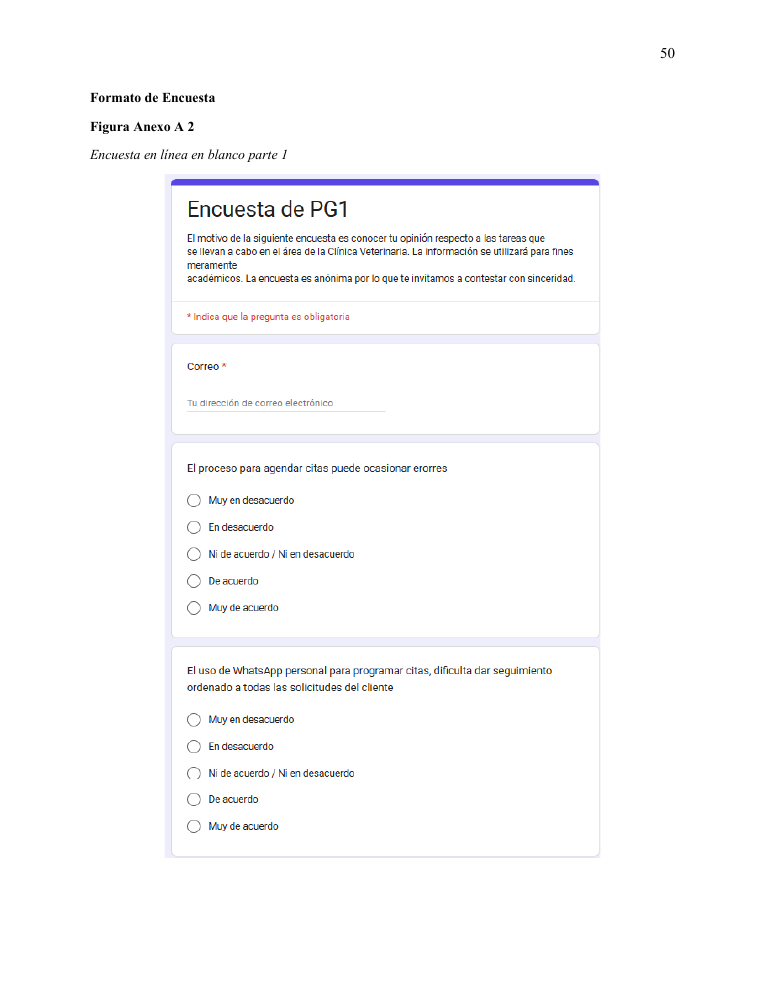 50
Formato de Encuesta
Figura Anexo A 2
Encuesta en línea en blanco parte 1
Encuesta de PG1
El motivo de la siguiente encuesta es conocer tu opinión respecto a las tareas que
se llevan a cabo en el área de la Clínica Veterinaria. La información se utilizará para fines
meramente
académicos. La encuesta es anónima por lo que te invitamos a contestar con sinceridad.
* Indica que la pregunta es obligatoria
Correo *
Tu dirección de correo electrónico
El proceso para agendar citas puede ocasionar erorres
Muy en desacuerdo
En desacuerdo
Ni de acuerdo / Ni en desacuerdo
De acuerdo
Muy de acuerdo
El uso de WhatsApp personal para programar citas, dificulta dar seguimiento
ordenado a todas las solicitudes del cliente
Muy en desacuerdo
En desacuerdo
Ni de acuerdo / Ni en desacuerdo
De acuerdo
Muy de acuerdo